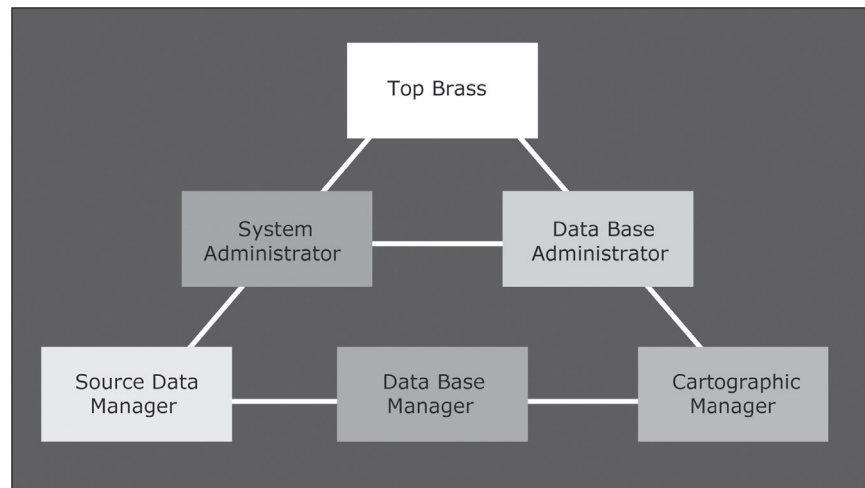 Top Brass
System
Administrator
Data Base
Administrator
Source Data
Manager
Data Base
Manager
Cartographic
Manager